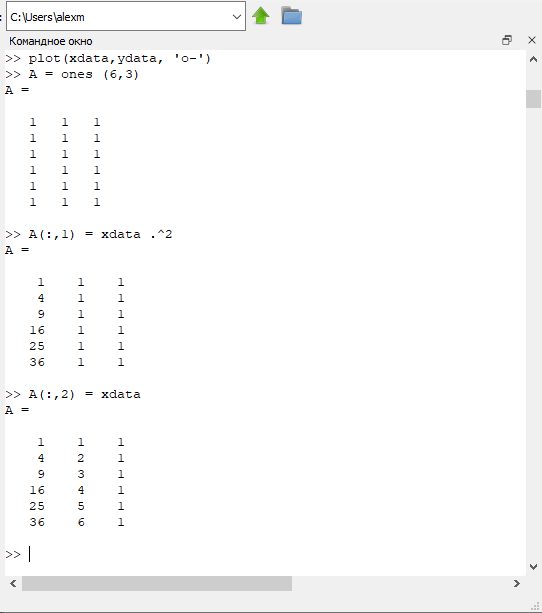 C:\Users\alexm
Командное окно
>> plot(xdata,ydata, 'o-')
>> A = ones (6,3)
A =
1 1 1
1 1 1
1 1 1
1 1 1
1 1 1
1 1 1
>> A(:,1) = xdata .^2
A =
1 1 1
4 1 1
9 1 1
16 1 1
25 1 1
36 1 1
>> A(:,2) = xdata
A =
1 1 1
4 2 1
9 3 1
16 4 1
25 5 1
36 6 1
>>